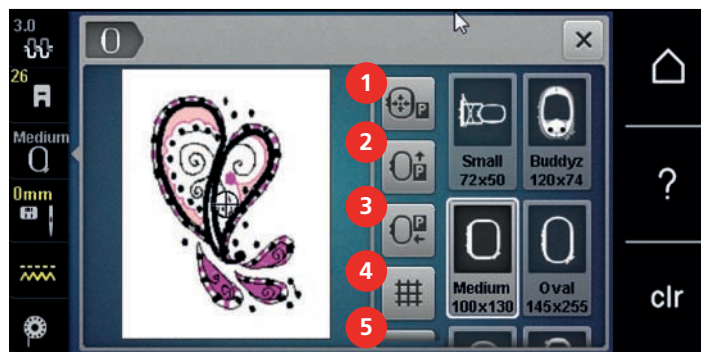 3.0
26
Medium
0mm
1
P
2
P
3
P
4
5
Small
72x50
Buddyz
120x74
Medium
100x130
Oval
145x255
?
clr